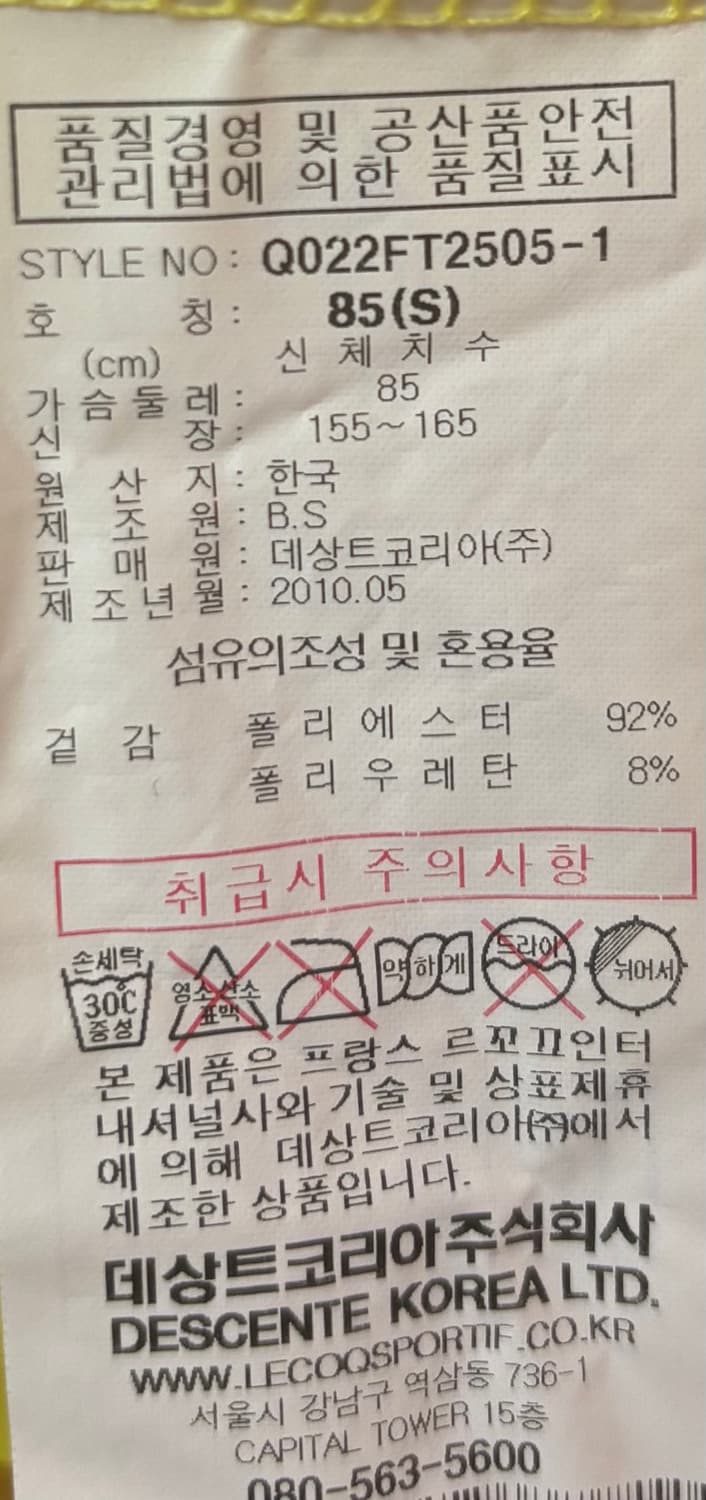 품질경영 및 공산품안전
관리법에 의한 품질표시
STYLE NO : Q022FT2505-1
호 칭 : 85(S)
(cm) 신 체 치 수
가 슴 둘 레 : 85
신 장 : 155~165
원 산 지 : 한국
제 조 원 : B.S
판 매 원 : 데상트코리아(주)
제 조 년 월 : 2010.05
섬유의조성 및 혼용율
겉 감 폴 리 에 스 터 92%
폴 리 우 레 탄 8%
취급시 주의사항
손세탁
30℃
중성
염소산소
표백
약하게
드라이
뉘어서
본 제품은 프랑스 르꼬끄인터
내셔널사와 기술 및 상표제휴
에 의해 데상트코리아㈜에서
제조한 상품입니다.
데상트코리아주식회사
DESCENTE KOREA LTD.
WWW.LECOQSPORTIF.CO.KR
서울시 강남구 역삼동 736-1
CAPITAL TOWER 15층
080-563-5600